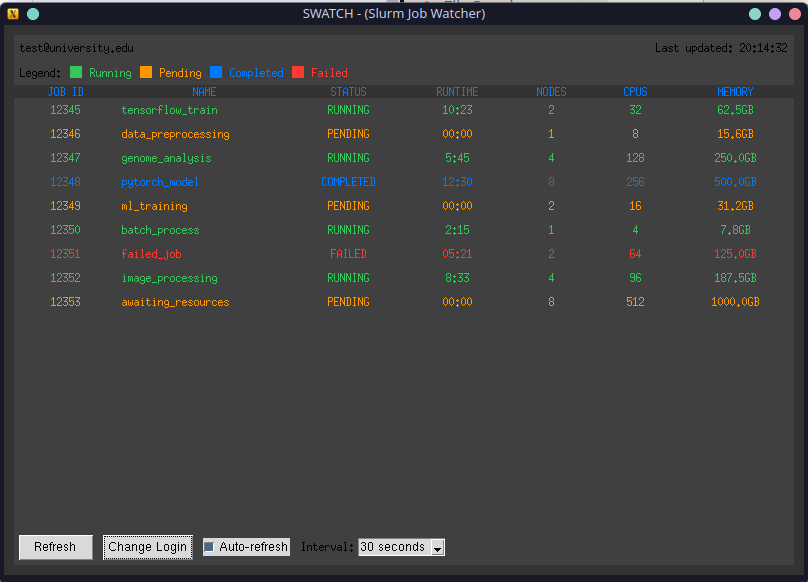 SWATCH - (Slurm Job Watcher)
test@university.edu Last updated: 20:14:32
Legend: Running Pending Completed Failed
JOB ID NAME STATUS RUNTIME NODES CPUS MEMORY
12345 tensorflow_train RUNNING 10:23 2 32 62.5GB
12346 data_preprocessing PENDING 00:00 1 8 15.6GB
12347 genome_analysis RUNNING 5:45 4 128 250.0GB
12348 pytorch_model COMPLETED 12:30 8 256 500.0GB
12349 ml_training PENDING 00:00 2 16 31.2GB
12350 batch_process RUNNING 2:15 1 4 7.8GB
12351 failed_job FAILED 05:21 2 64 125.0GB
12352 image_processing RUNNING 8:33 4 96 187.5GB
12353 awaiting_resources PENDING 00:00 8 512 1000.0GB
Refresh Change Login Auto-refresh Interval: 30 seconds